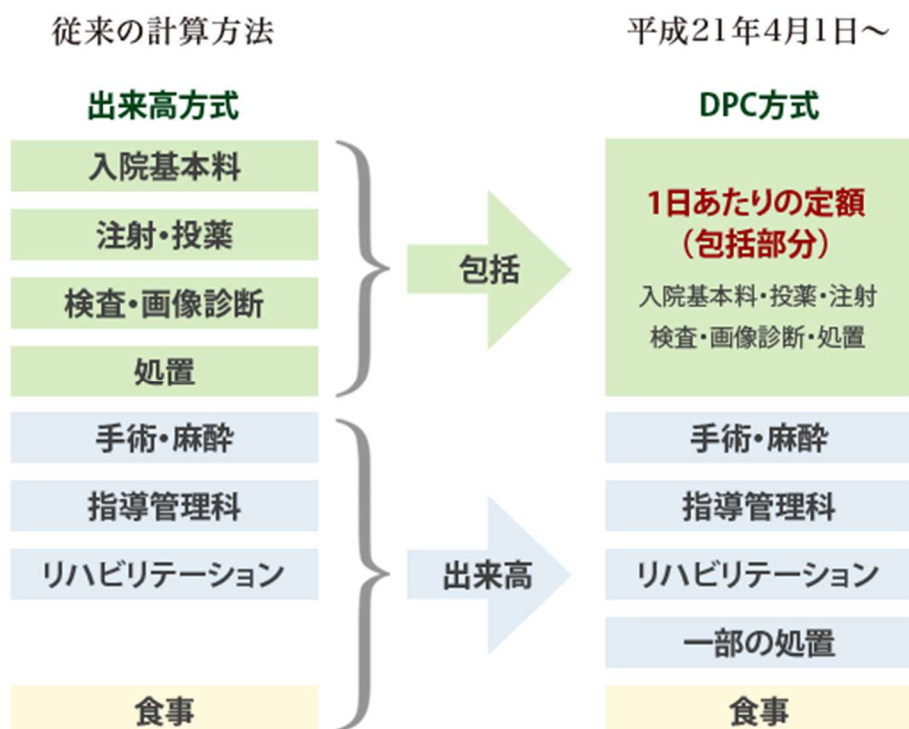 従来の計算方法
出来高方式
入院基本料
注射・投薬
検査・画像診断
処置
手術・麻酔
指導管理科
リハビリテーション
食事
包括
出来高
平成21年4月1日～
DPC方式
1日あたりの定額
（包括部分）
入院基本料・投薬・注射
検査・画像診断・処置
手術・麻酔
指導管理科
リハビリテーション
一部の処置
食事